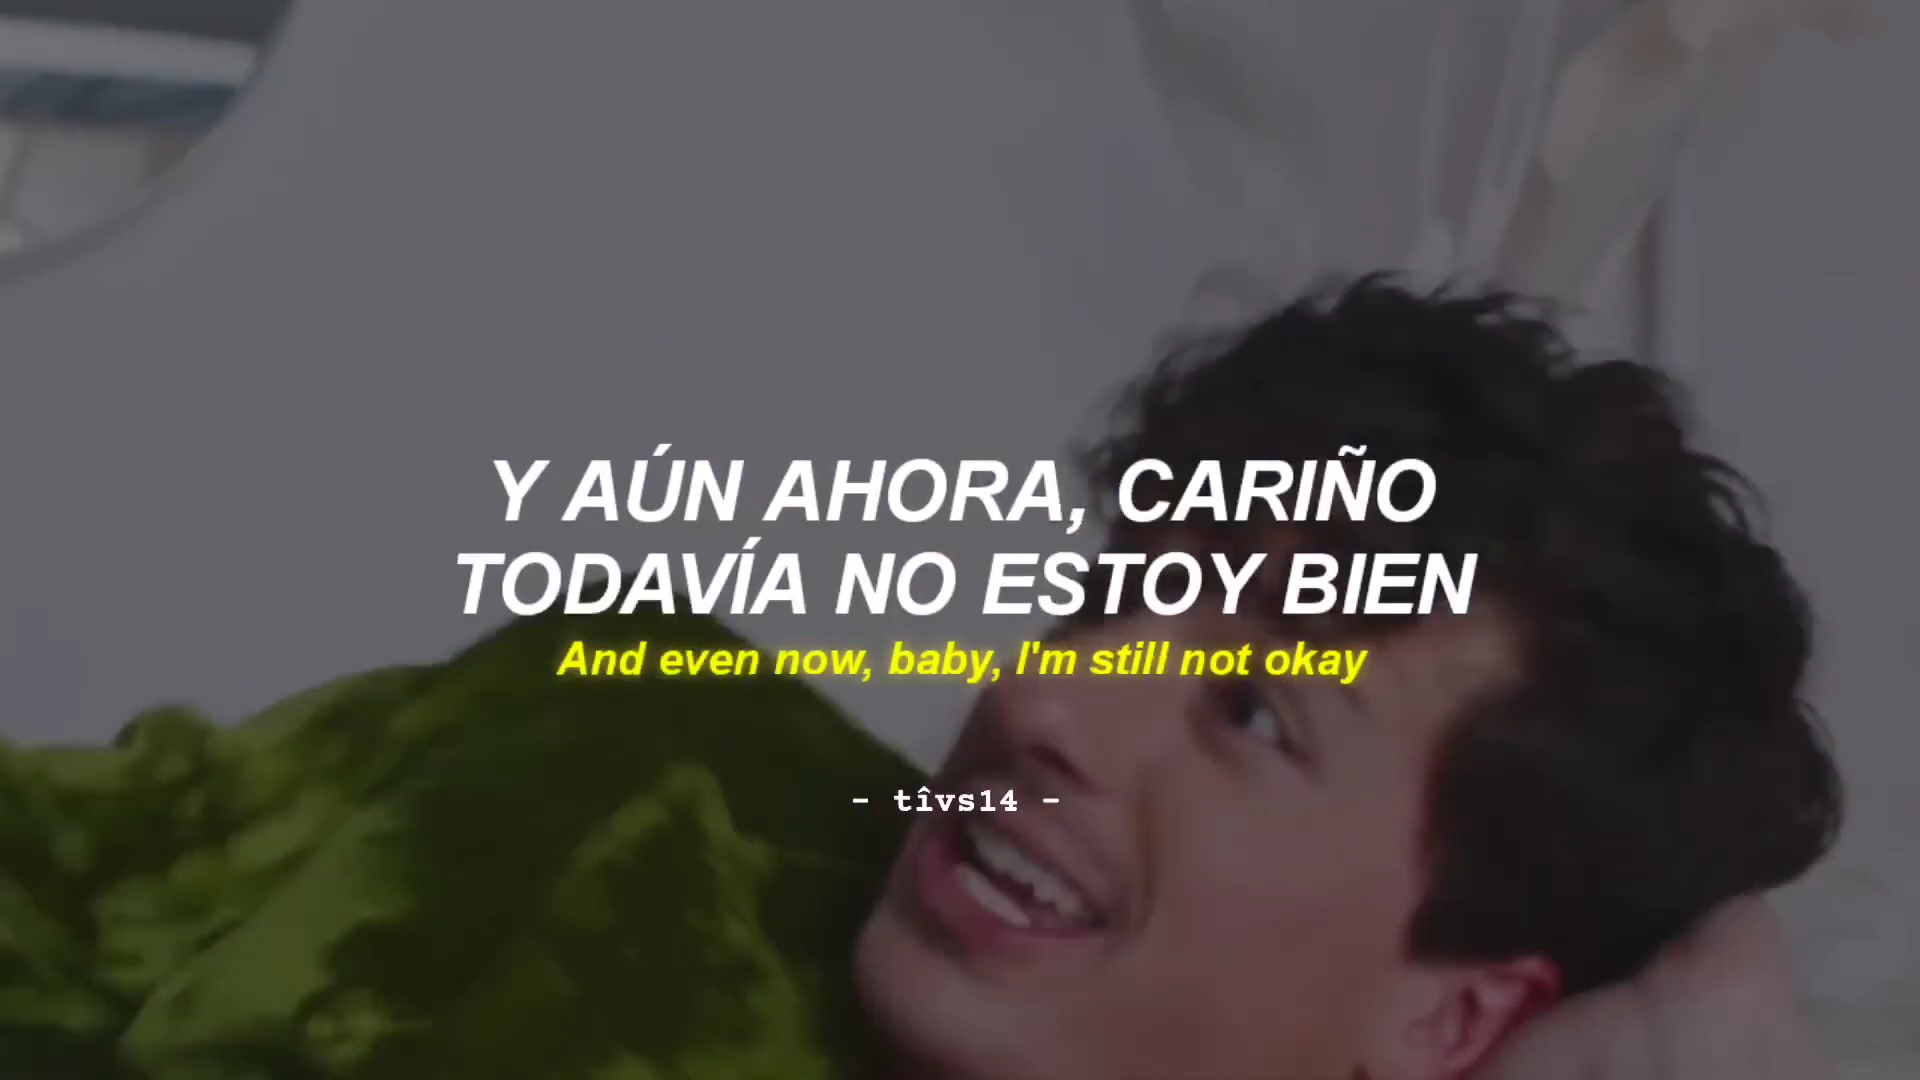 Y AÚN AHORA, CARIÑO
TODAVÍA NO ESTOY BIEN
And even now, baby, I'm still not okay
- tîvs14 -